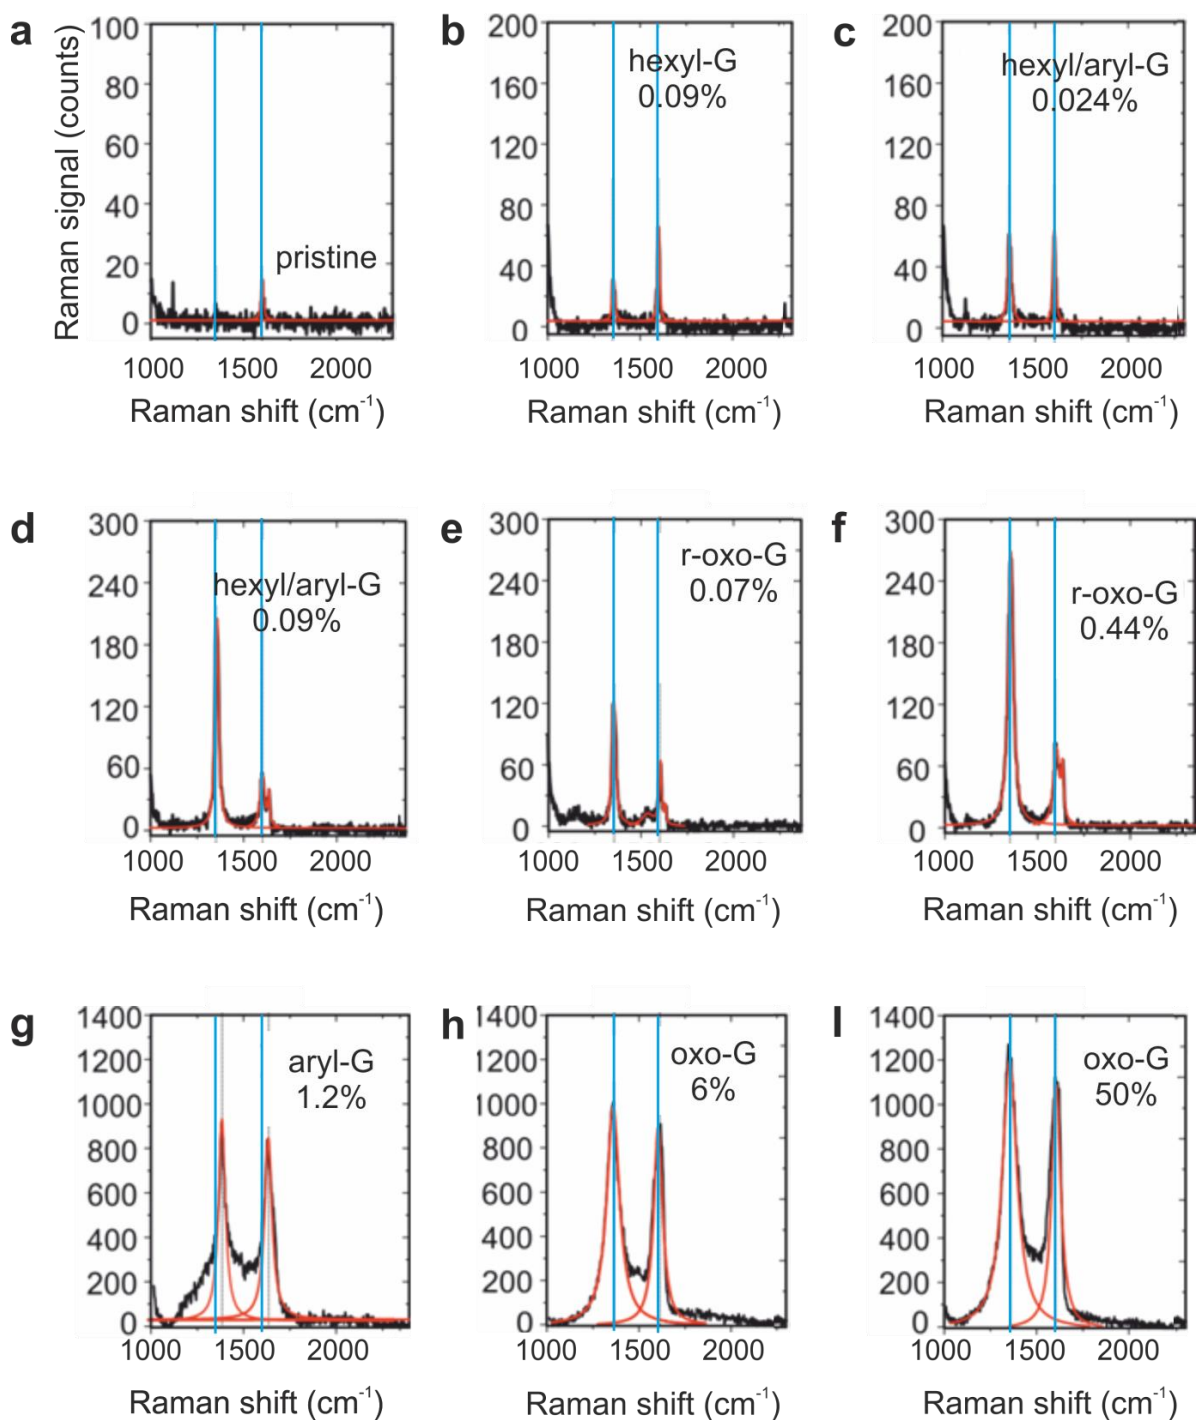 a
100
80
60
40
20
0
Raman signal (counts)
pristine
1000 1500 2000
Raman shift (cm-1)
b
200
160
120
80
40
0
hexyl-G
0.09%
1000 1500 2000
Raman shift (cm-1)
c
200
160
120
80
40
0
hexyl/aryl-G
0.024%
1000 1500 2000
Raman shift (cm-1)
d
300
240
180
120
60
0
hexyl/aryl-G
0.09%
1000 1500 2000
Raman shift (cm-1)
e
300
240
180
120
60
0
r-oxo-G
0.07%
1000 1500 2000
Raman shift (cm-1)
f
300
240
180
120
60
0
r-oxo-G
0.44%
1000 1500 2000
Raman shift (cm-1)
g
1400
1200
1000
800
600
400
200
0
aryl-G
1.2%
1000 1500 2000
Raman shift (cm-1)
h
1400
1200
1000
800
600
400
200
0
oxo-G
6%
1000 1500 2000
Raman shift (cm-1)
I
1400
1200
1000
800
600
400
200
0
oxo-G
50%
1000 1500 2000
Raman shift (cm-1)